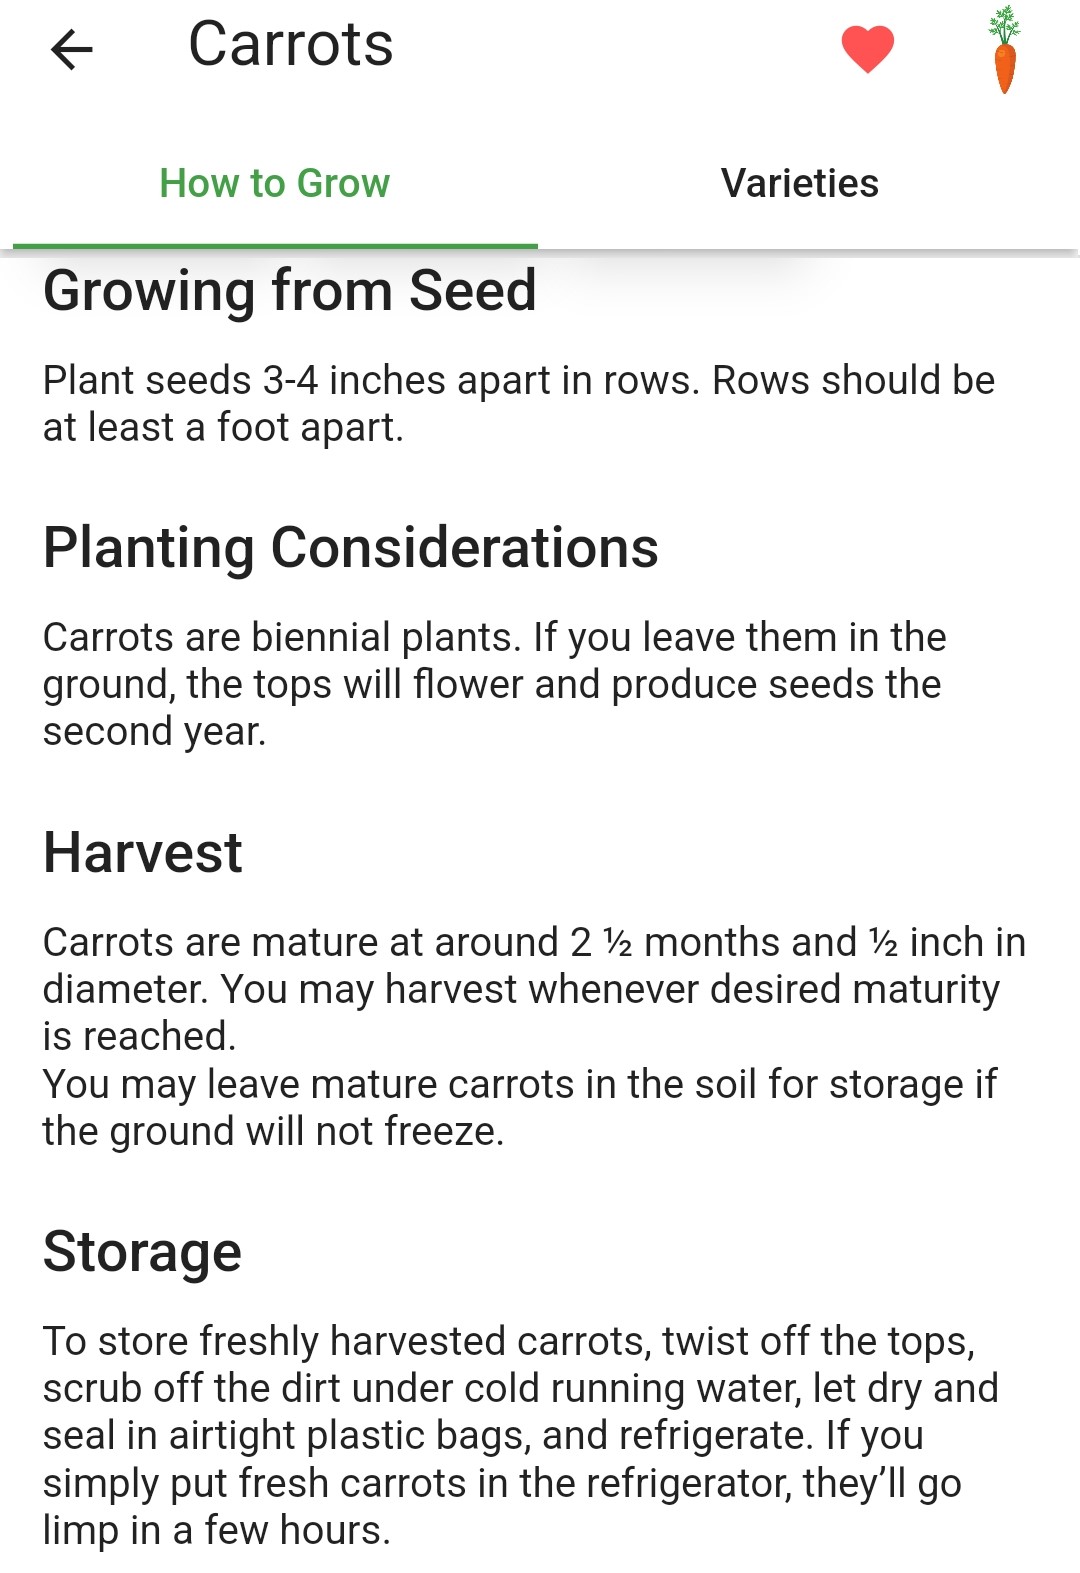 Carrots
How to Grow
Varieties
Growing from Seed
Plant seeds 3-4 inches apart in rows. Rows should be
at least a foot apart.
Planting Considerations
Carrots are biennial plants. If you leave them in the
ground, the tops will flower and produce seeds the
second year.
Harvest
Carrots are mature at around 2 ½ months and ½ inch in
diameter. You may harvest whenever desired maturity
is reached.
You may leave mature carrots in the soil for storage if
the ground will not freeze.
Storage
To store freshly harvested carrots, twist off the tops,
scrub off the dirt under cold running water, let dry and
seal in airtight plastic bags, and refrigerate. If you
simply put fresh carrots in the refrigerator, they’ll go
limp in a few hours.